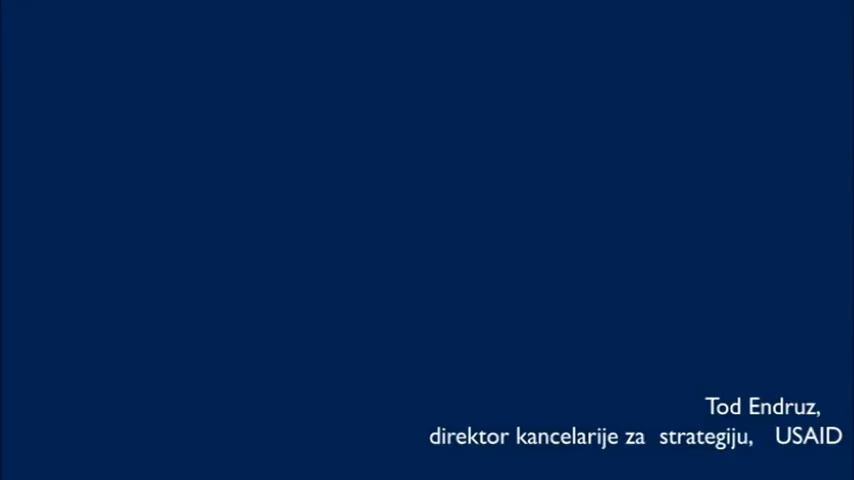 Tod Endruz,
direktor kancelarije za strategiju, USAID